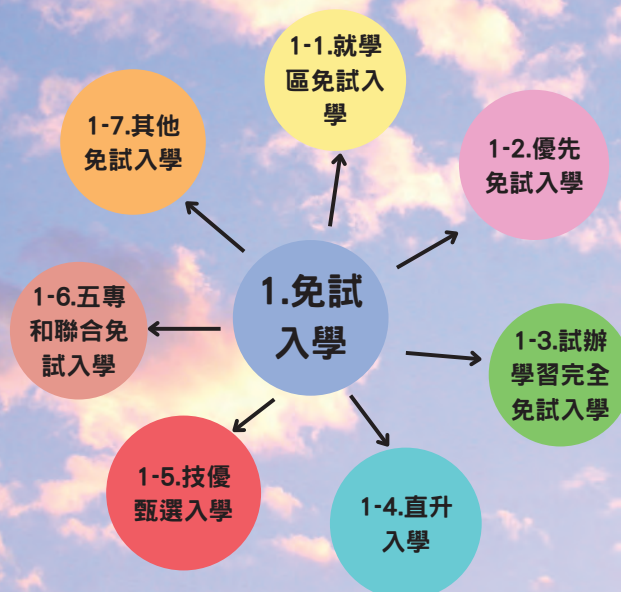 1.免試
入學
1-1.就學
區免試入
學
1-2.優先
免試入學
1-3.試辦
學習完全
免試入學
1-4.直升
入學
1-5.技優
甄選入學
1-6.五專
和聯合免
試入學
1-7.其他
免試入學